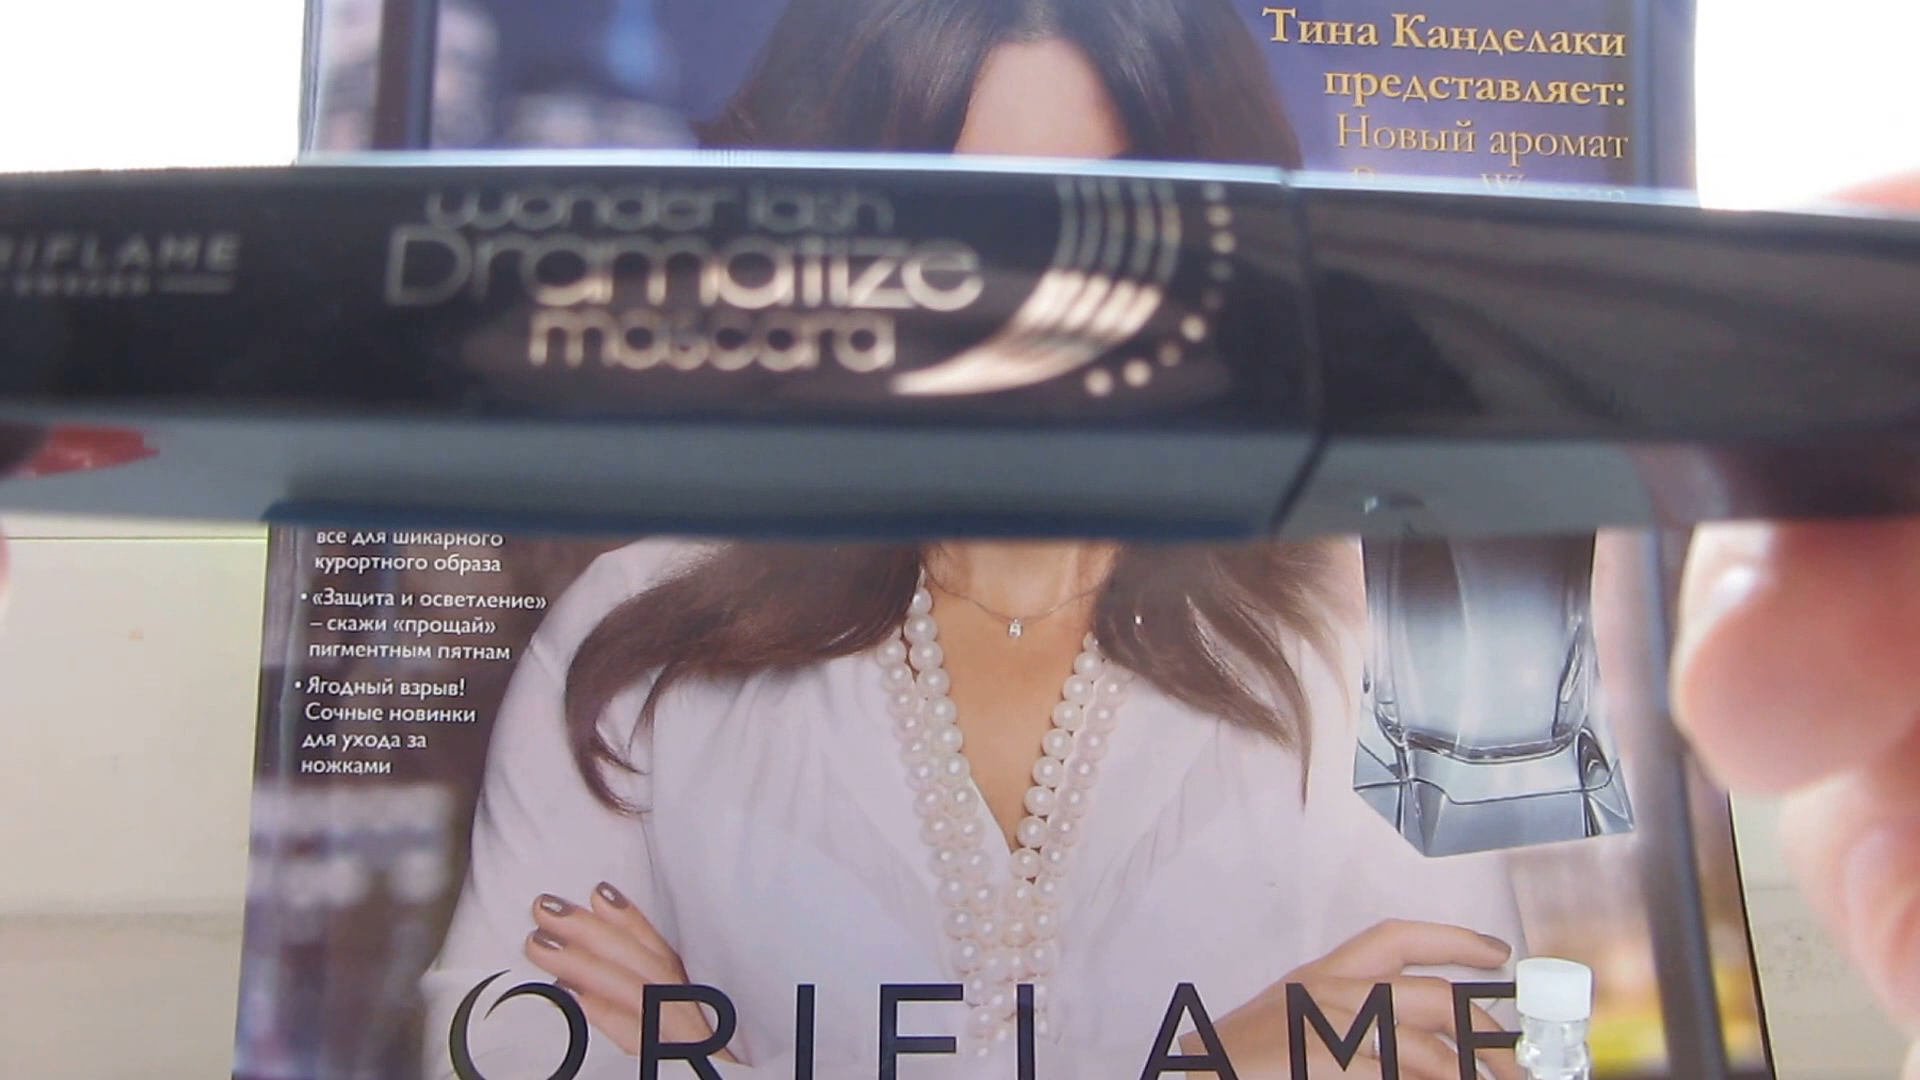 Тина Канделаки
представляет:
Новый аромат
RIFLAME
wonder lash
Dramatize
mascara
все для шикарного
курортного образа
• «Защита и осветление»
– скажи «прощай»
пигментным пятнам
• Ягодный взрыв!
Сочные новинки
для ухода за
ножками
ORIFLAME